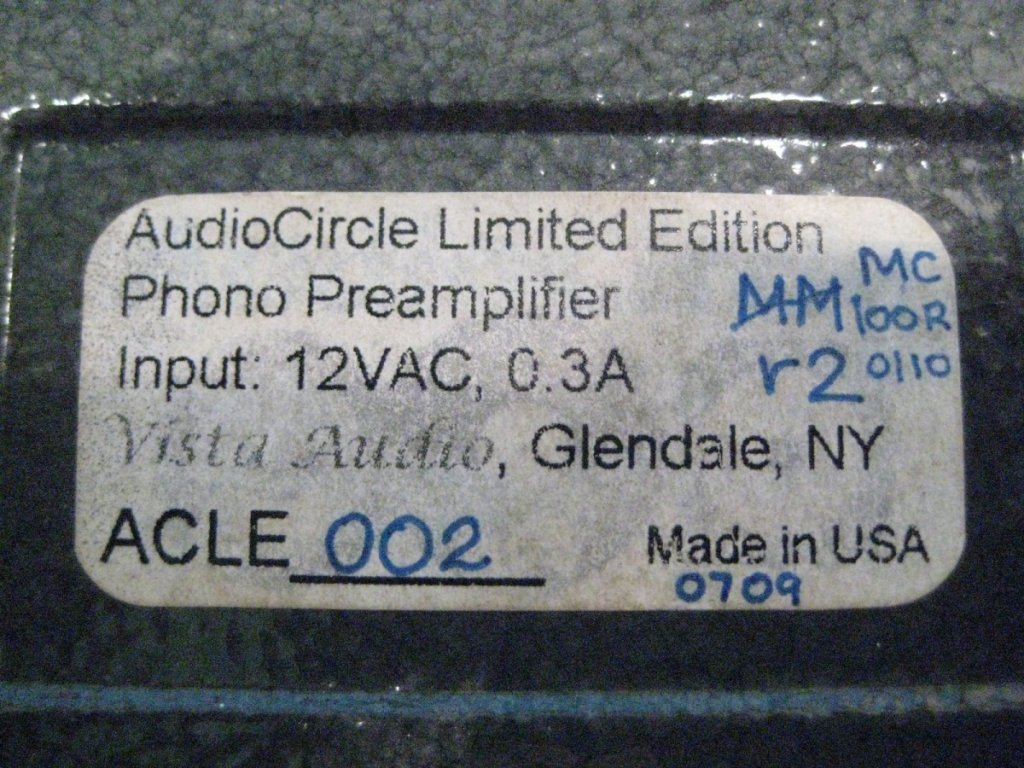 AudioCircle Limited Edition
Phono Preamplifier MM MC
100R
Input: 12VAC, 0.3A r2 0110
Vista Audio, Glendale, NY
ACLE 002 Made in USA
0709